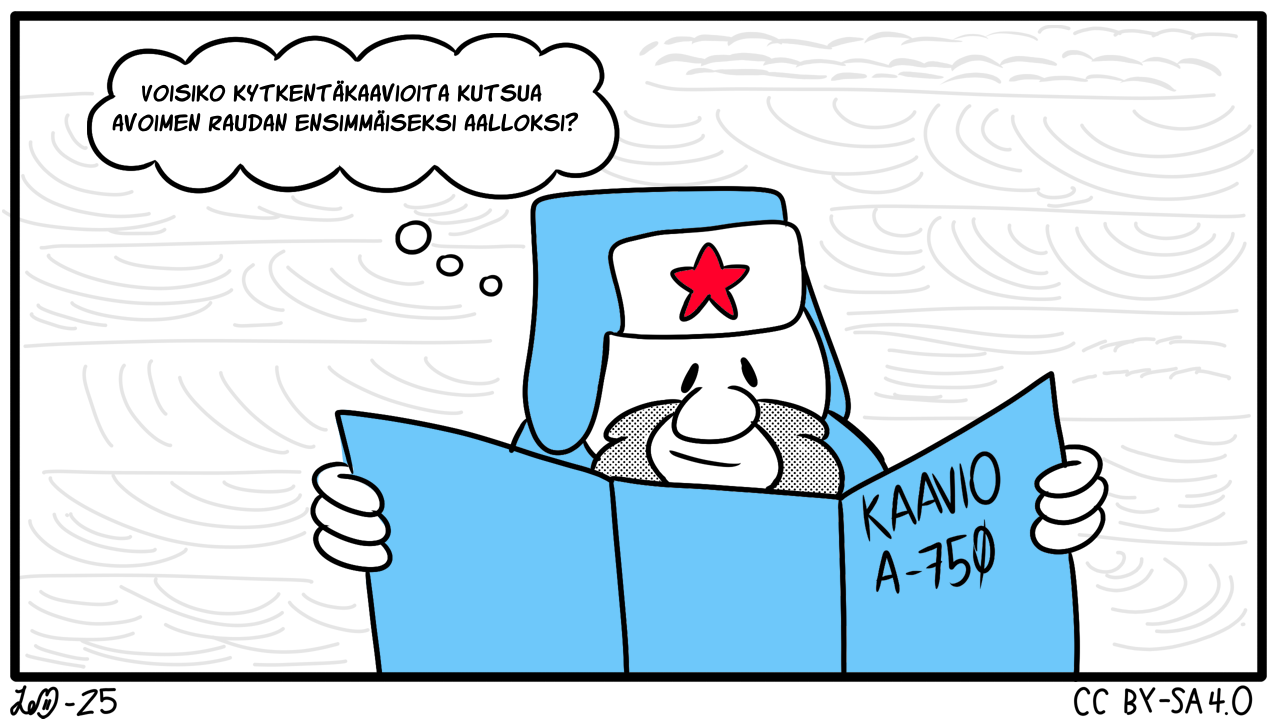 VOISIKO KYTKENTÄKAAVIOITA KUTSUA
AVOIMEN RAUDAN ENSIMMÄISEKSI AALLOKSI?
KAAVIO
A-750
-25
CC BY-SA 4.0